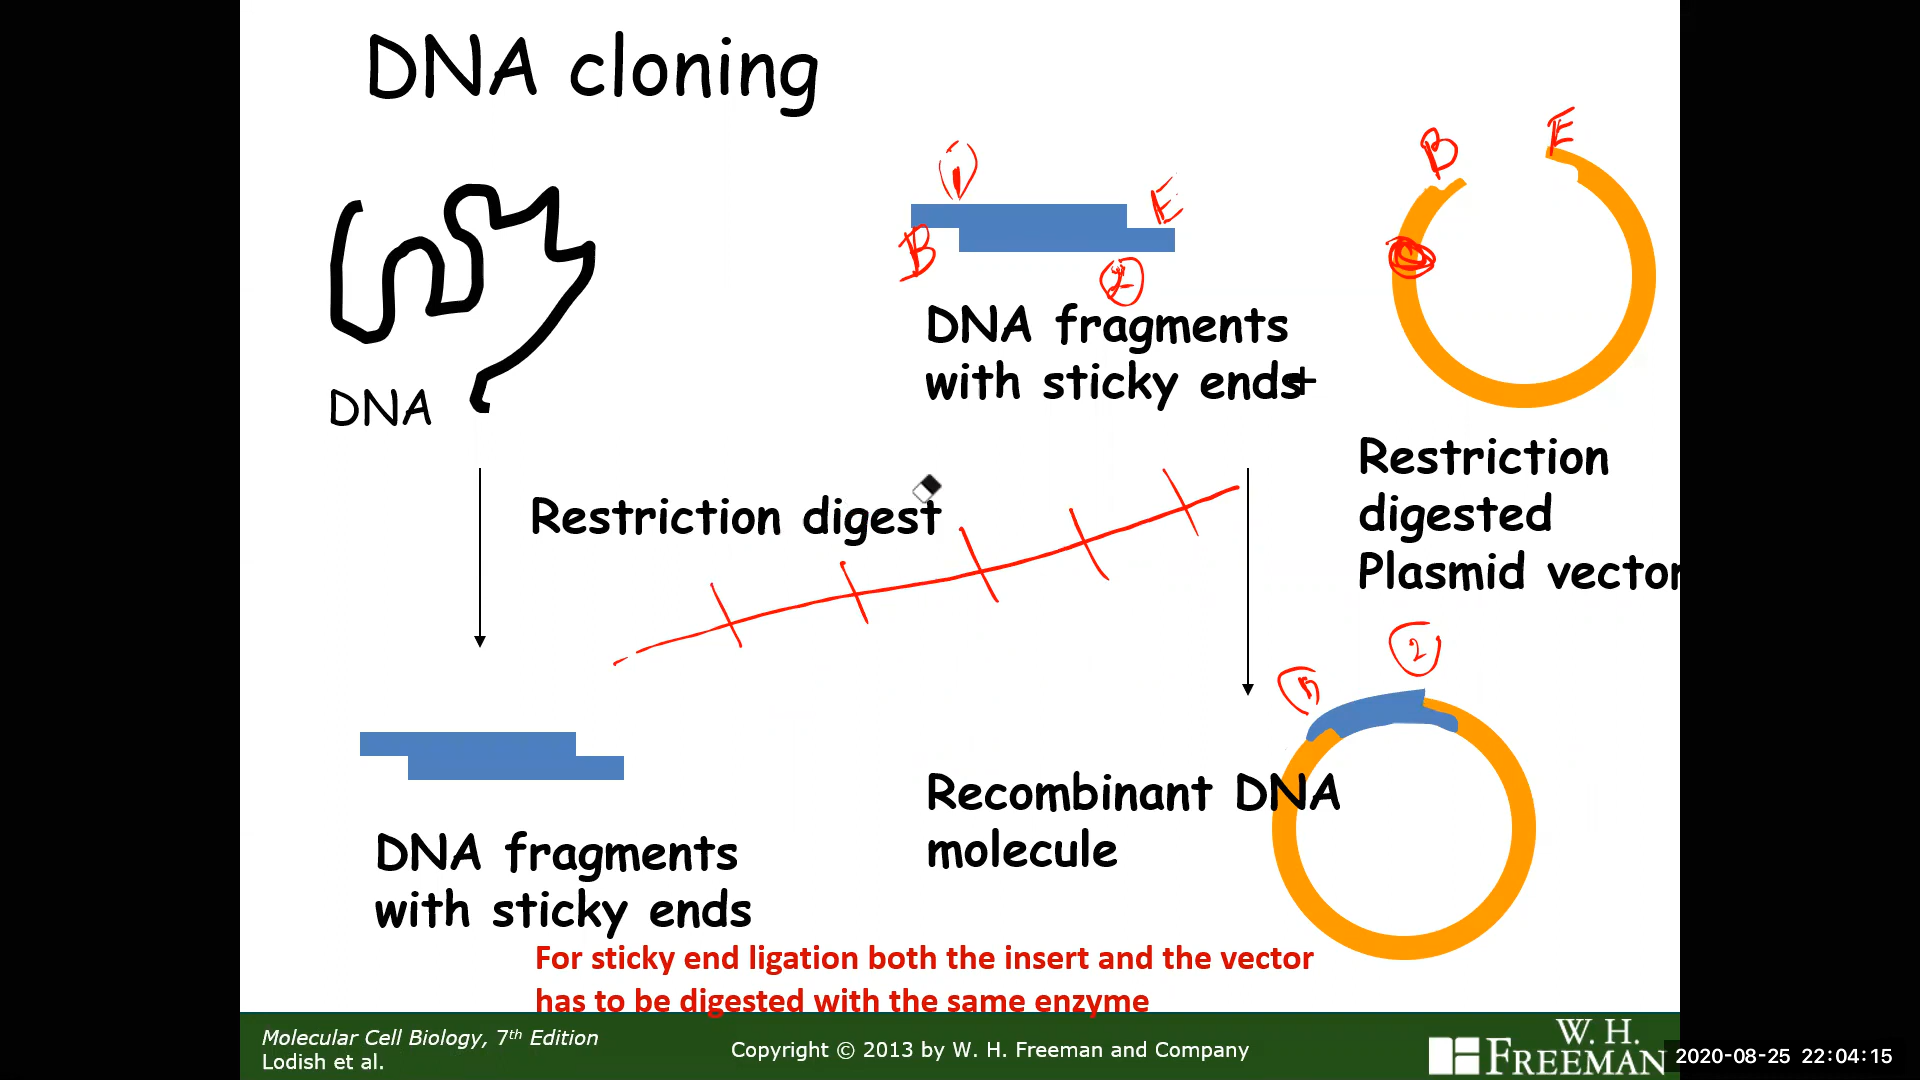 DNA cloning
B
E
1
E
B
2
DNA fragments
with sticky ends+
DNA
Restriction
digested
Plasmid vector
Restriction digest
2
Recombinant DNA
molecule
DNA fragments
with sticky ends
For sticky end ligation both the insert and the vector
has to be digested with the same enzyme
Molecular Cell Biology, 7th Edition
Lodish et al.
Copyright © 2013 by W. H. Freeman and Company
W. H.
FREEMAN
2020-08-25 22:04:15